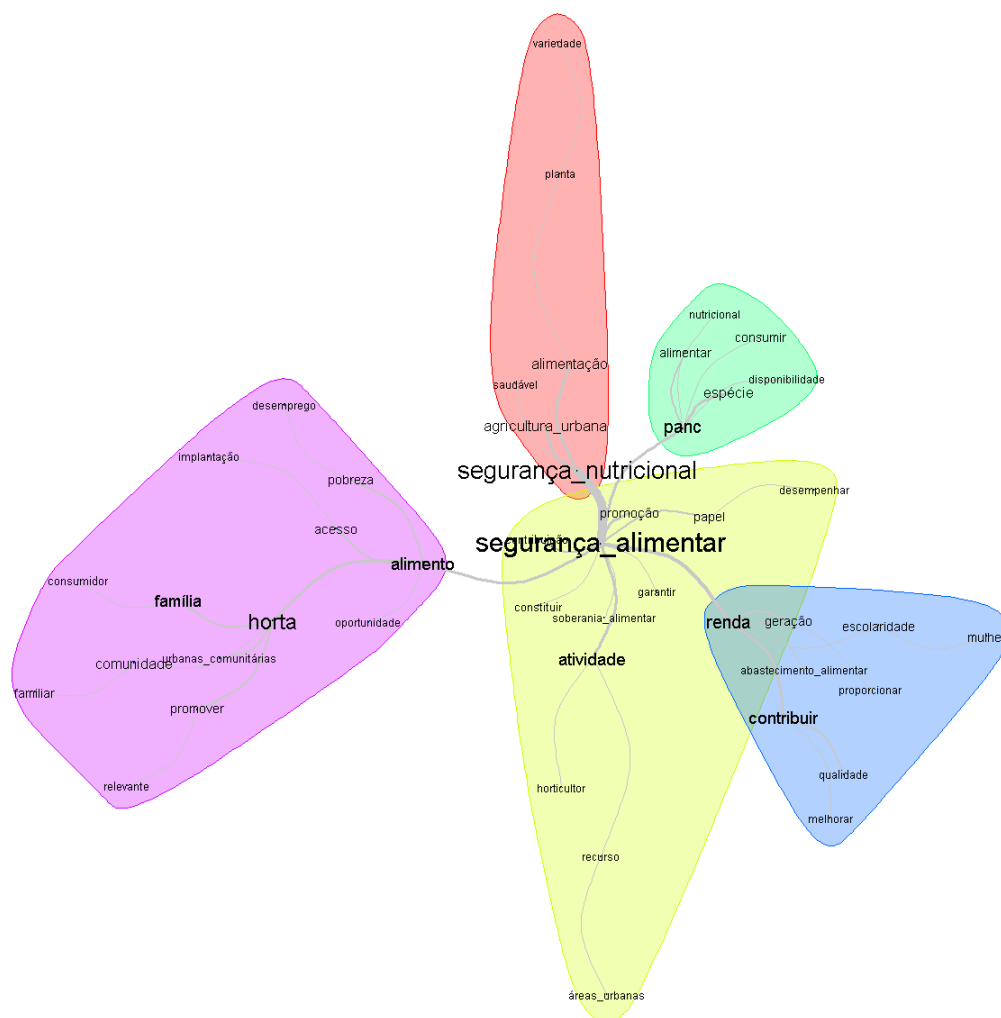 variedade
planta
nutricional
consumir
alimentar
alimentação
disponibilidade
saudável
espécie
desemprego
agricultura_urbana
panc
implantação
segurança_nutricional
pobreza
desempenhar
promoção
papel
acesso
contribuição
segurança_alimentar
alimento
consumidor
garantir
família
constituir
soberania_alimentar
horta
oportunidade
renda
geração
escolaridade
mulhe
comunidade
urbanas_comunitárias
atividade
abastecimento_alimentar
familiar
proporcionar
promover
contribuir
qualidade
relevante
horticultor
melhorar
recurso
áreas_urbanas